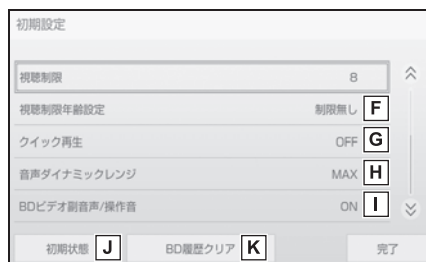 初期設定
視聴制限 8
視聴制限年齢設定 制限無し F
クイック再生 OFF G
音声ダイナミックレンジ MAX H
BDビデオ副音声/操作音 ON I
初期状態 J BD履歴クリア K 完了